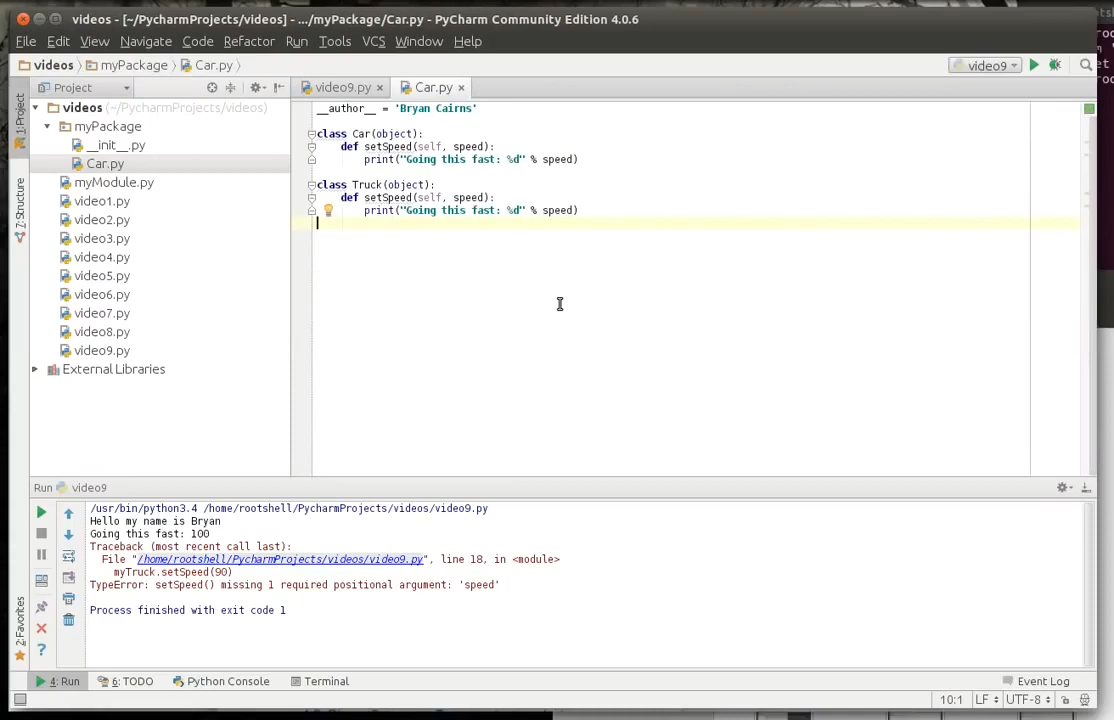 videos - [~/PycharmProjects/videos] - .../myPackage/Car.py - PyCharm Community Edition 4.0.6
File Edit View Navigate Code Refactor Run Tools VCS Window Help
videos myPackage Car.py video9
Project video9.py Car.py
1: Project
7: Structure
2: Favorites
videos (~/PycharmProjects/videos)
myPackage
__init__.py
Car.py
myModule.py
video1.py
video2.py
video3.py
video4.py
video5.py
video6.py
video7.py
video8.py
video9.py
External Libraries
__author__ = 'Bryan Cairns'
class Car(object):
def setSpeed(self, speed):
print("Going this fast: %d" % speed)
class Truck(object):
def setSpeed(self, speed):
print("Going this fast: %d" % speed)
Run video9
/usr/bin/python3.4 /home/rootshell/PycharmProjects/videos/video9.py
Hello my name is Bryan
Going this fast: 100
Traceback (most recent call last):
File "/home/rootshell/PycharmProjects/videos/video9.py", line 18, in <module>
myTruck.setSpeed(90)
TypeError: setSpeed() missing 1 required positional argument: 'speed'
Process finished with exit code 1
4: Run 6: TODO Python Console Terminal Event Log
10:1 LF UTF-8